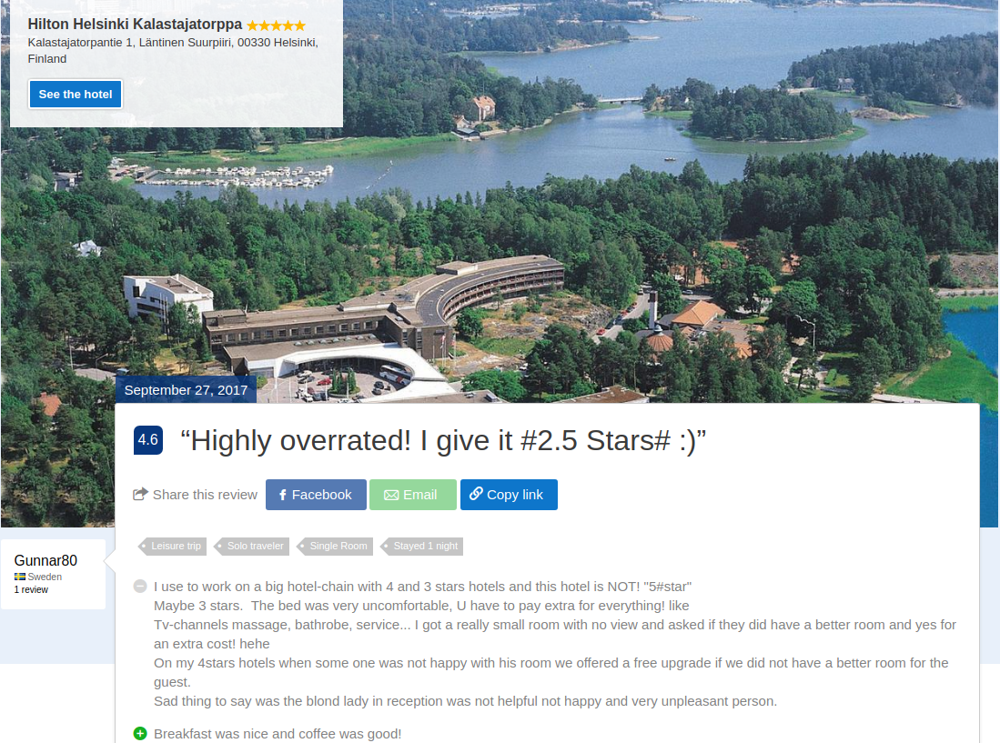 Hilton Helsinki Kalastajatorppa
Kalastajatorpantie 1, Läntinen Suurpiiri, 00330 Helsinki,
Finland
See the hotel
September 27, 2017
4.6
“Highly overrated! I give it #2.5 Stars# :)”
Share this review
Facebook
Email
Copy link
Leisure trip
Solo traveler
Single Room
Stayed 1 night
Gunnar80
Sweden
1 review
I use to work on a big hotel-chain with 4 and 3 stars hotels and this hotel is NOT! "5#star"
Maybe 3 stars.  The bed was very uncomfortable, U have to pay extra for everything! like
Tv-channels massage, bathrobe, service... I got a really small room with no view and asked if they did have a better room and yes for
an extra cost! hehe
On my 4stars hotels when some one was not happy with his room we offered a free upgrade if we did not have a better room for the
guest.
Sad thing to say was the blond lady in reception was not helpful not happy and very unpleasant person.
Breakfast was nice and coffee was good!